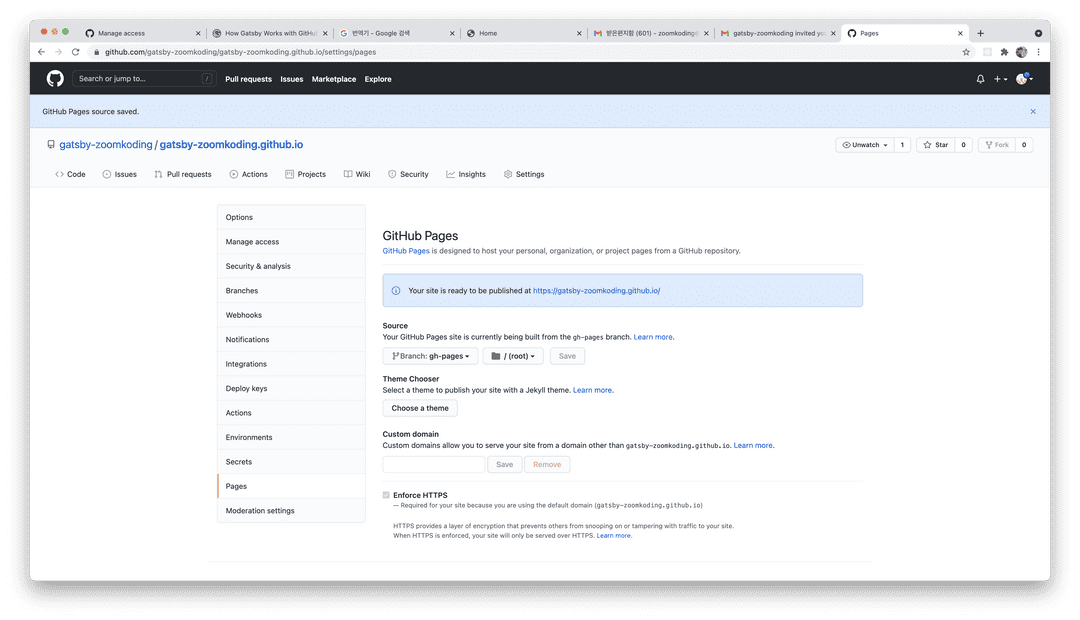 Manage access
How Gatsby Works with GitHub
번역기 - Google 검색
Home
받은편지함 (601) - zoomkoding@
gatsby-zoomkoding invited yo
Pages
github.com/gatsby-zoomkoding/gatsby-zoomkoding.github.io/settings/pages
Search or jump to...
/
Pull requests
Issues
Marketplace
Explore
GitHub Pages source saved.
gatsby-zoomkoding / gatsby-zoomkoding.github.io
Unwatch 1
Star 0
Fork 0
Code
Issues
Pull requests
Actions
Projects
Wiki
Security
Insights
Settings
Options
Manage access
Security & analysis
Branches
Webhooks
Notifications
Integrations
Deploy keys
Actions
Environments
Secrets
Pages
Moderation settings
GitHub Pages
GitHub Pages is designed to host your personal, organization, or project pages from a GitHub repository.
Your site is ready to be published at https://gatsby-zoomkoding.github.io/
Source
Your GitHub Pages site is currently being built from the gh-pages branch. Learn more.
Branch: gh-pages
/ (root)
Save
Theme Chooser
Select a theme to publish your site with a Jekyll theme. Learn more.
Choose a theme
Custom domain
Custom domains allow you to serve your site from a domain other than gatsby-zoomkoding.github.io. Learn more.
Save
Remove
Enforce HTTPS
— Required for your site because you are using the default domain (gatsby-zoomkoding.github.io)
HTTPS provides a layer of encryption that prevents others from snooping on or tampering with traffic to your site.
When HTTPS is enforced, your site will only be served over HTTPS. Learn more.